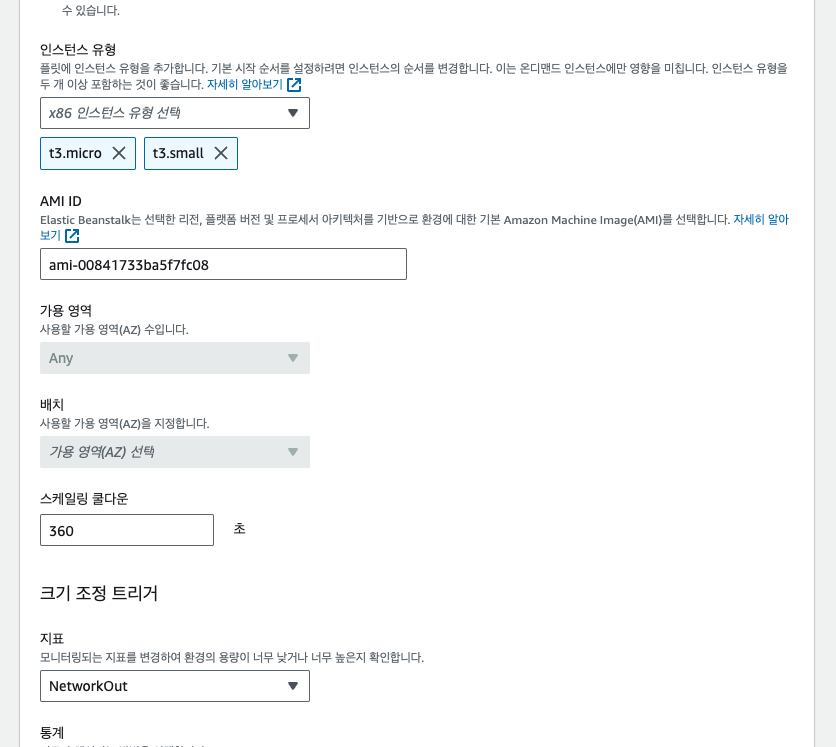 수 있습니다.
인스턴스 유형
플릿에 인스턴스 유형을 추가합니다. 기본 시작 순서를 설정하려면 인스턴스의 순서를 변경합니다. 이는 온디맨드 인스턴스에만 영향을 미칩니다. 인스턴스 유형을
두 개 이상 포함하는 것이 좋습니다. 자세히 알아보기
x86 인스턴스 유형 선택
t3.micro t3.small
AMI ID
Elastic Beanstalk는 선택한 리전, 플랫폼 버전 및 프로세서 아키텍처를 기반으로 환경에 대한 기본 Amazon Machine Image(AMI)를 선택합니다. 자세히 알아
보기
ami-00841733ba5f7fc08
가용 영역
사용할 가용 영역(AZ) 수입니다.
Any
배치
사용할 가용 영역(AZ)을 지정합니다.
가용 영역(AZ) 선택
스케일링 쿨다운
360 초
크기 조정 트리거
지표
모니터링되는 지표를 변경하여 환경의 용량이 너무 낮거나 너무 높은지 확인합니다.
NetworkOut
통계